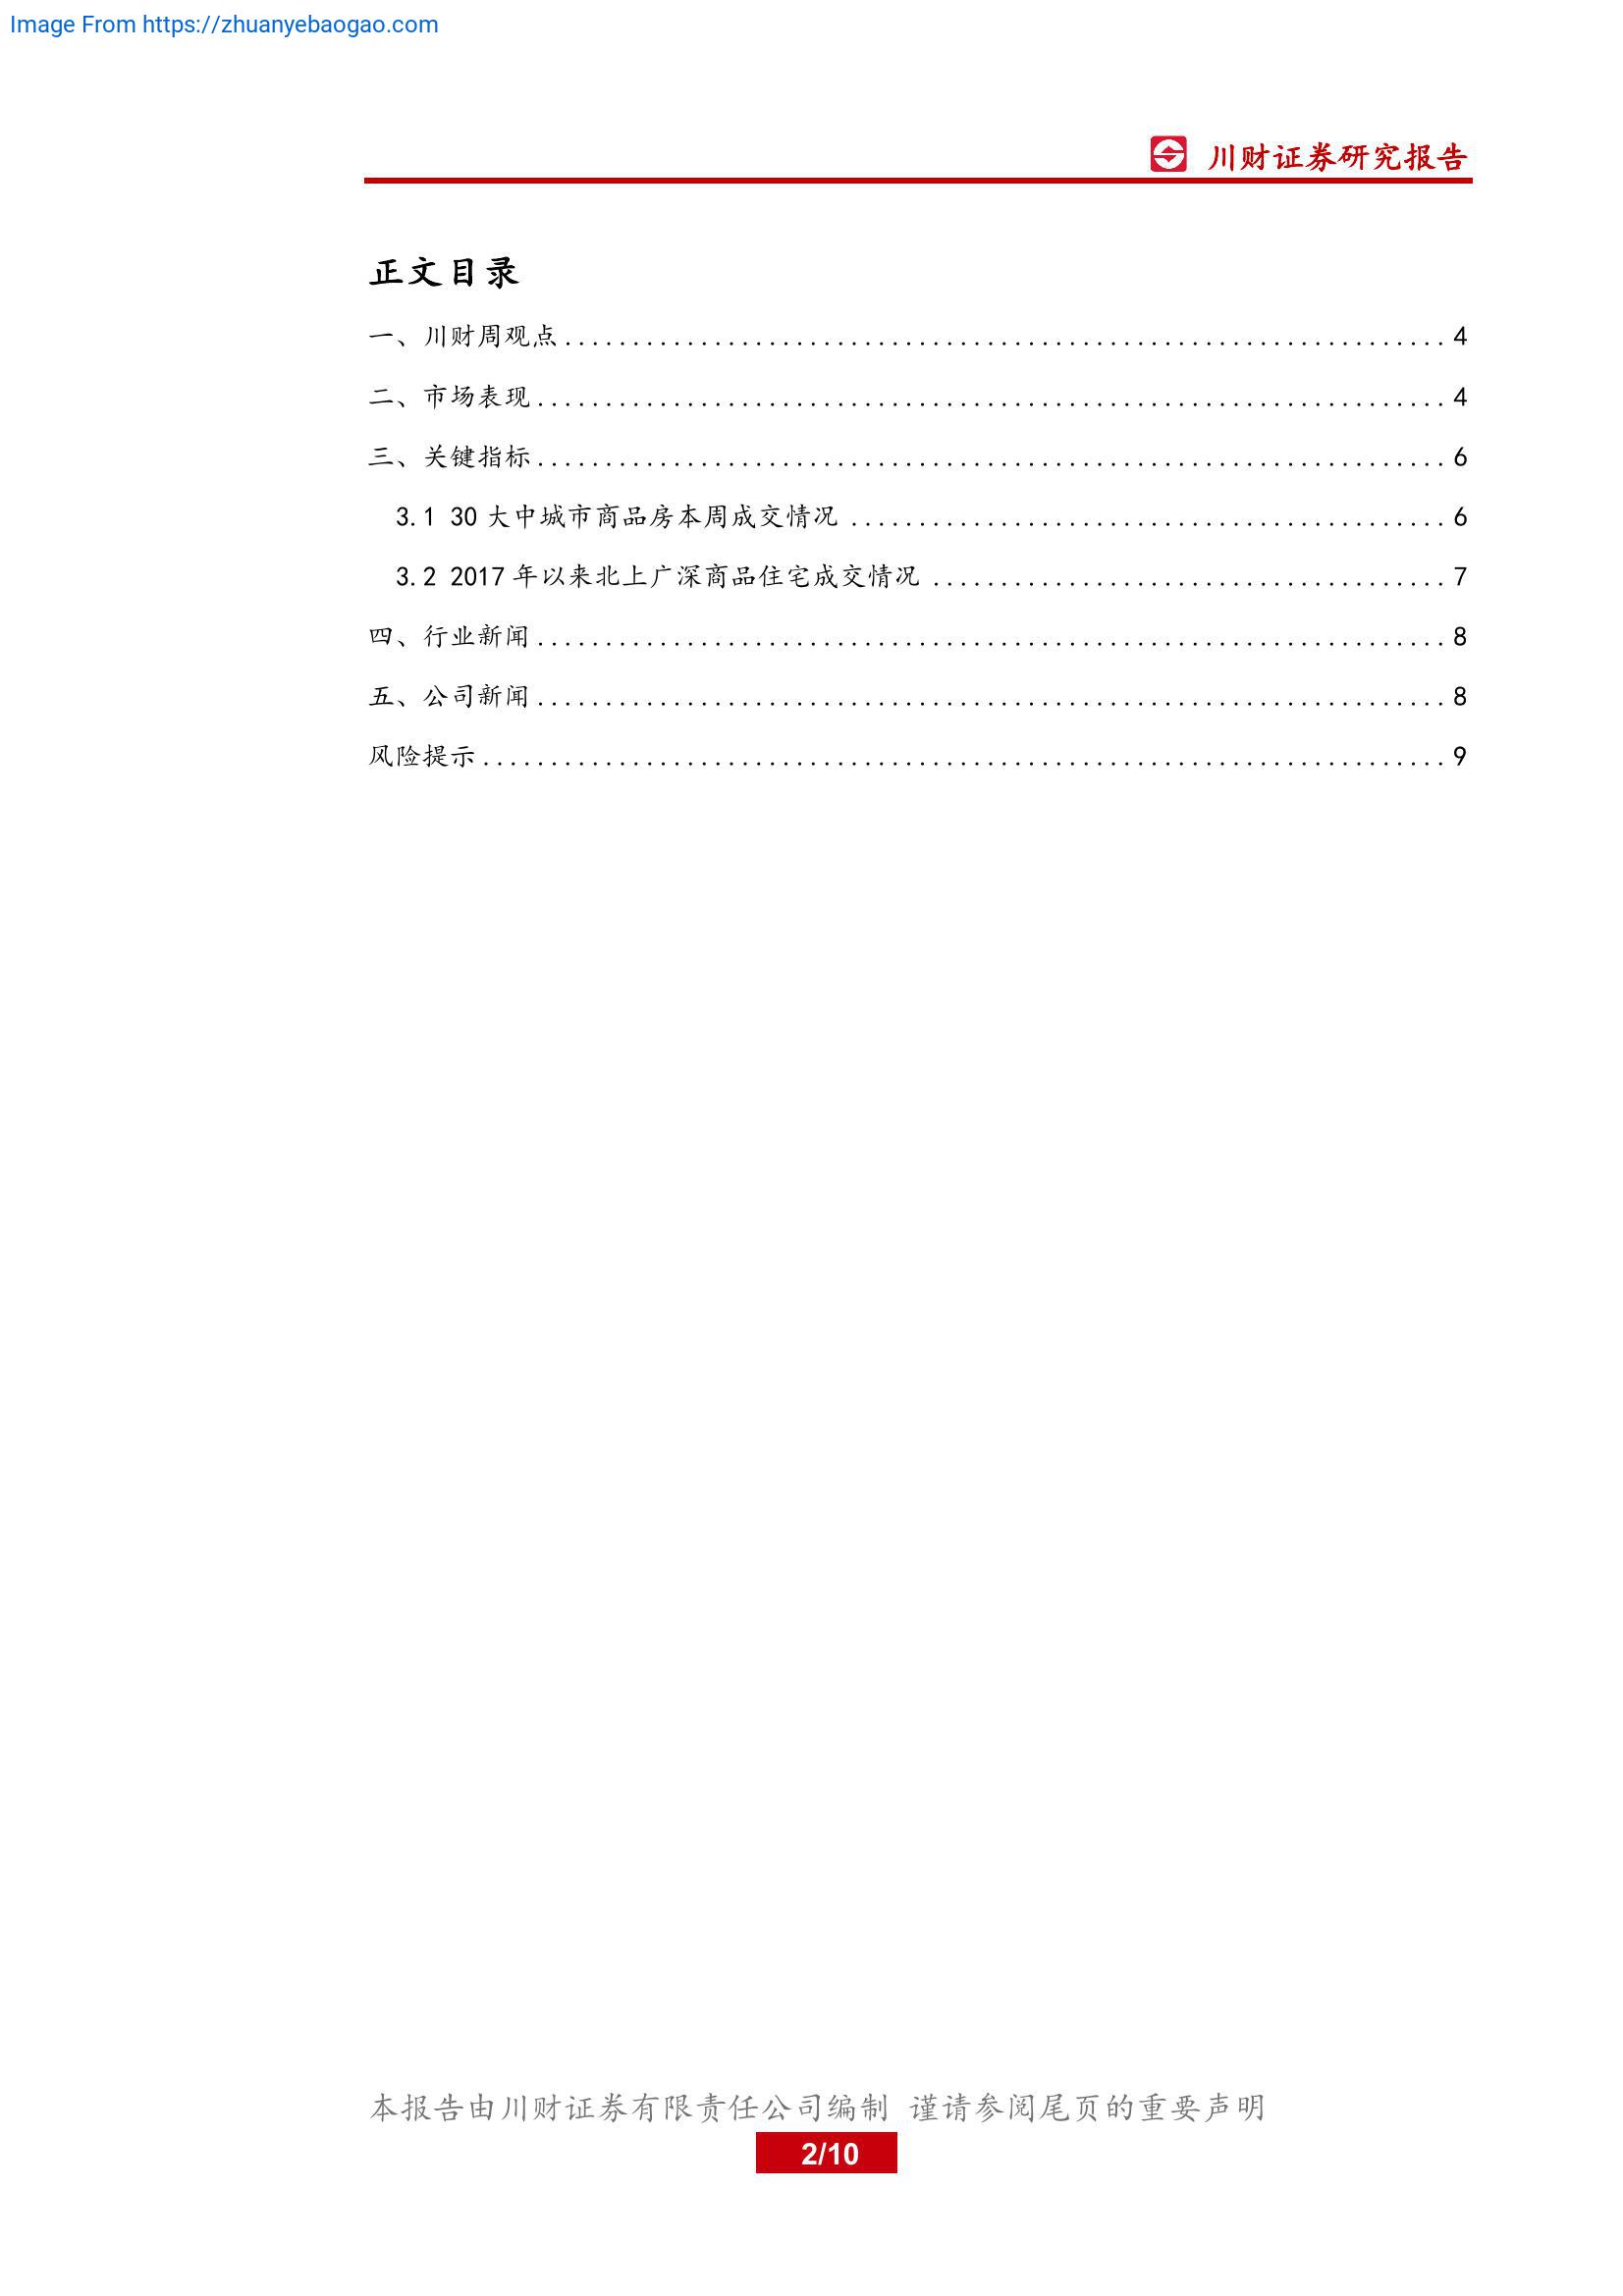 Image From https://zhuanyebaogao.com
川财证券研究报告
正文目录
一、川财周观点 ................................................................. 4
二、市场表现 ................................................................... 4
三、关键指标 ................................................................... 6
3.1 30 大中城市商品房本周成交情况 ............................................ 6
3.2 2017 年以来北上广深商品住宅成交情况 ...................................... 7
四、行业新闻 ................................................................... 8
五、公司新闻 ................................................................... 8
风险提示 ....................................................................... 9
本报告由川财证券有限责任公司编制 谨请参阅尾页的重要声明
2/10